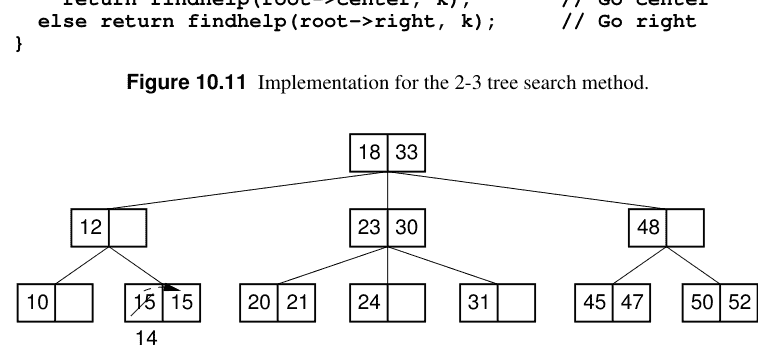 return findhelp(root->center, k); // Go center
else return findhelp(root->right, k); // Go right
}
Figure 10.11 Implementation for the 2-3 tree search method.
18 33
12 23 30 48
10 15 15 20 21 24 31 45 47 50 52
14